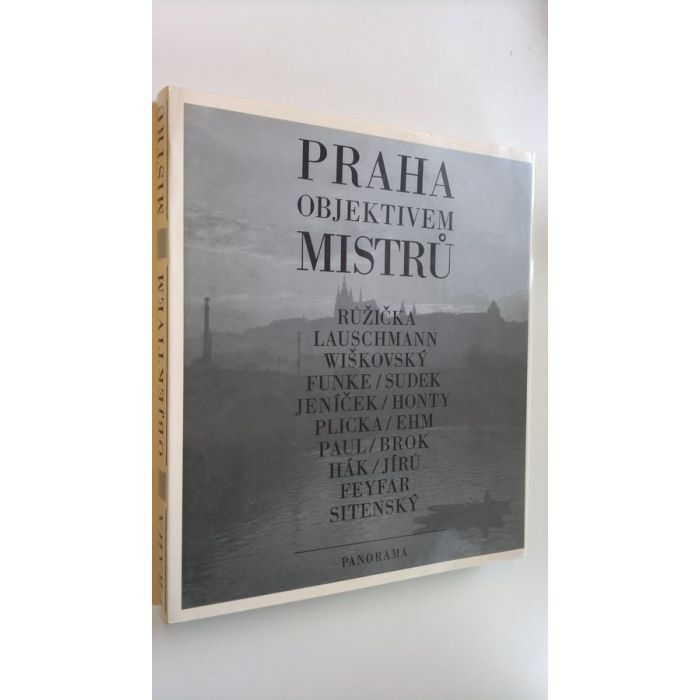 PRAHA
OBJEKTIVEM
MISTRŮ
RŮŽIČKA
LAUSCHMANN
WIŠKOVSKÝ
FUNKE/SUDEK
JENÍČEK/HONTY
PLICKA/EHM
PAUL/BROK
HÁK/JÍRŮ
FEYFAR
SITENSKÝ
PANORAMA
PRAHA OBJEKTIVEM MISTRŮ